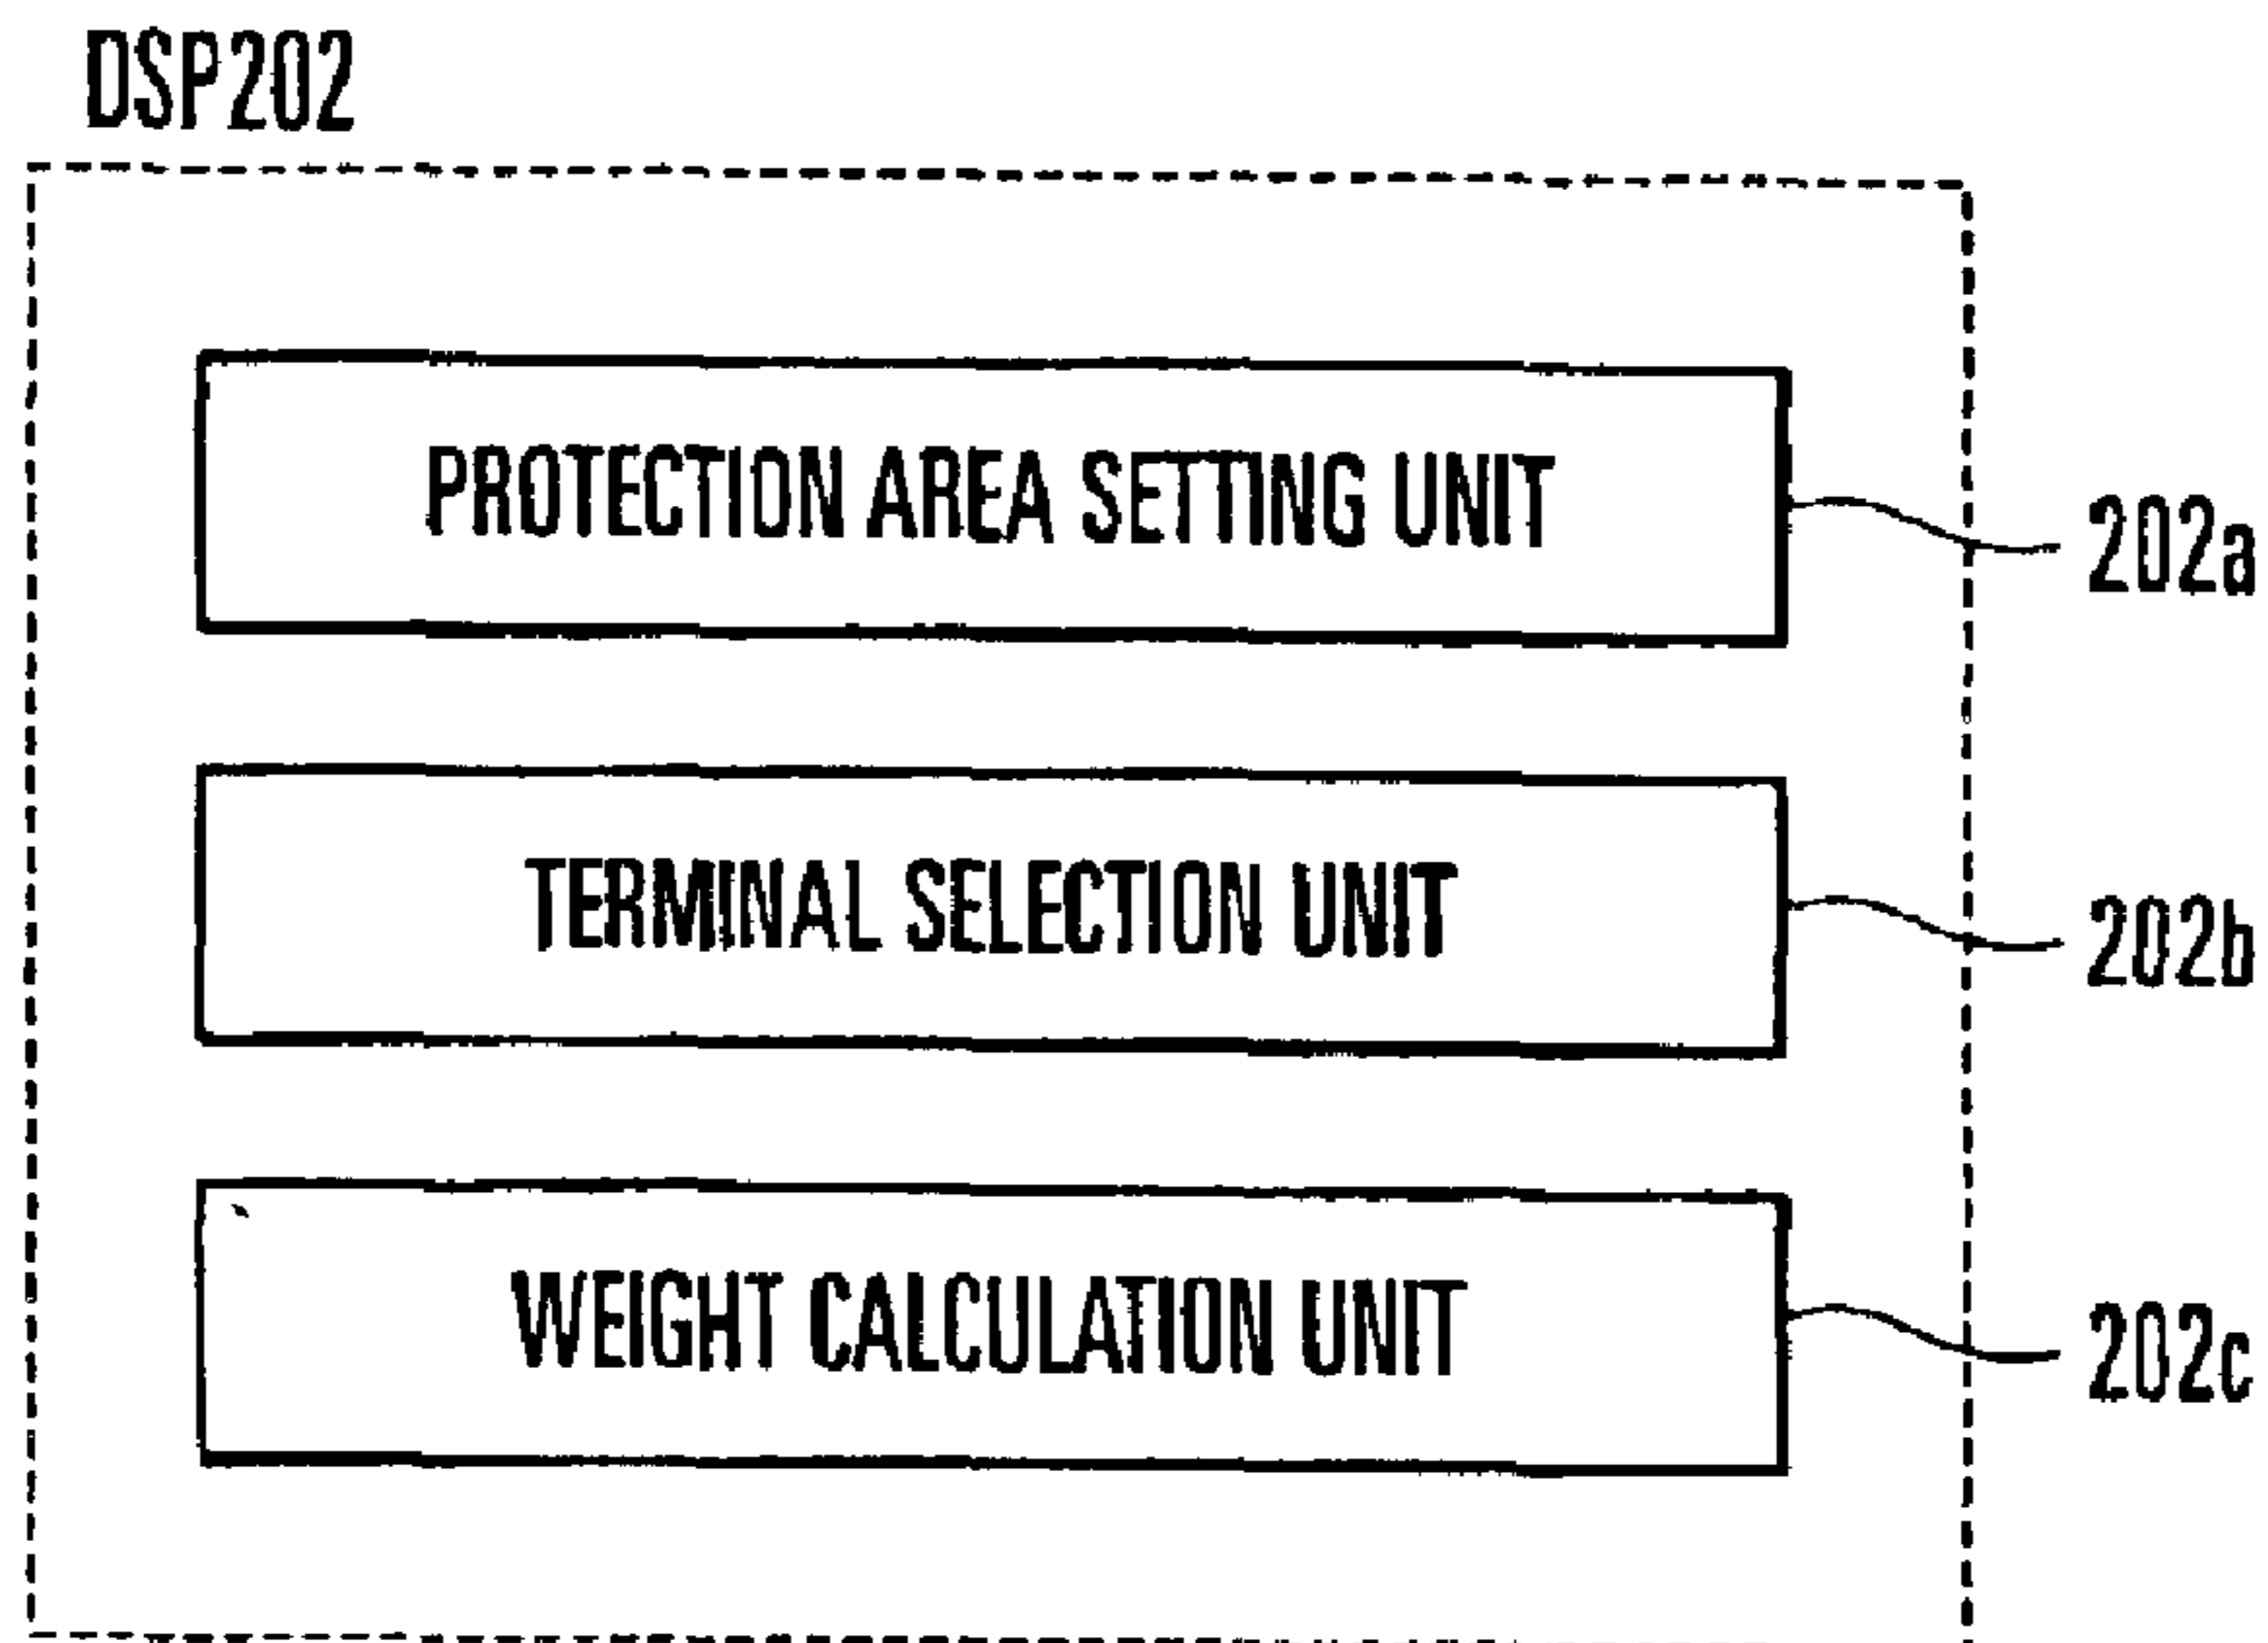 DSP202
PROTECTION AREA SETTING UNIT
202a
TERMINAL SELECTION UNIT
202b
WEIGHT CALCULATION UNIT
202c